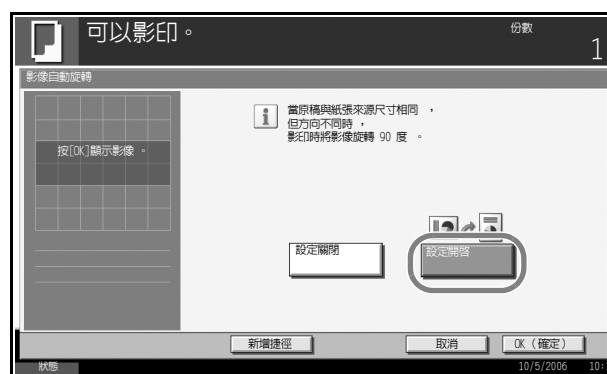 可以影印。
份數
1
影像自動旋轉
按[OK]顯示影像。
當原稿與紙張來源尺寸相同，
但方向不同時，
影印時將影像旋轉 90 度。
設定關閉
設定開啓
新增捷徑
取消
OK（確定）
狀態
10/5/2006 10: